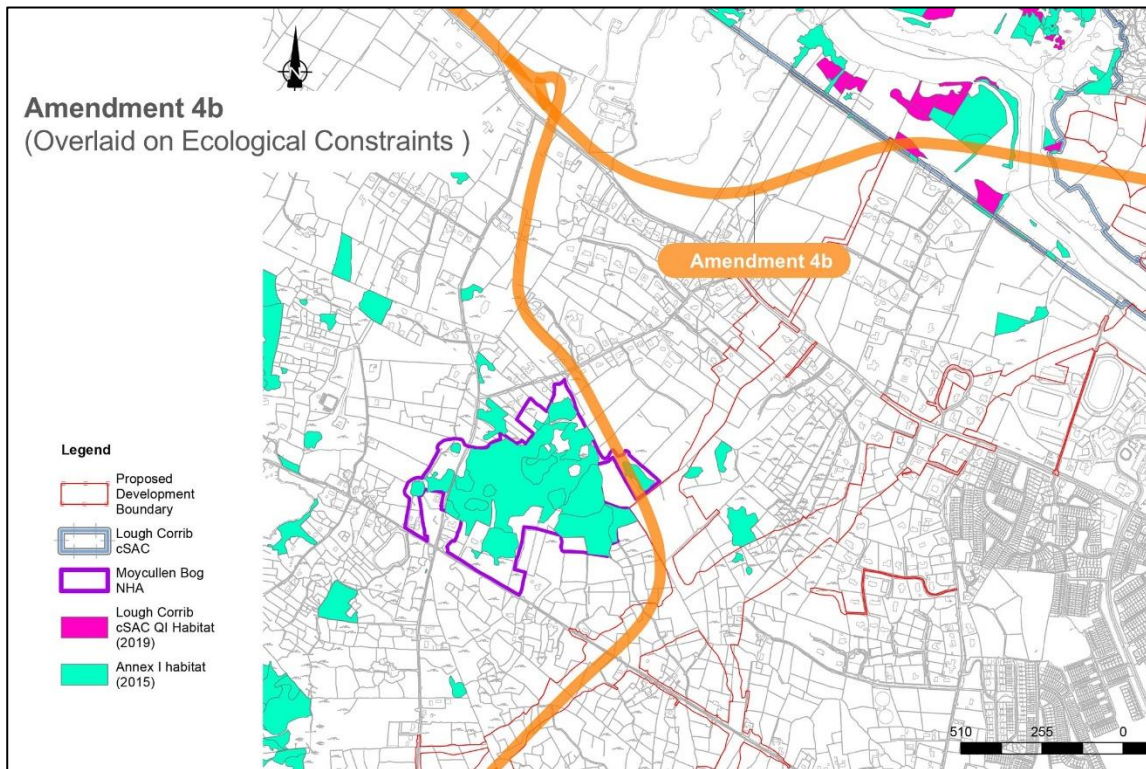 N
Amendment 4b
(Overlaid on Ecological Constraints )
Amendment 4b
Legend
Proposed
Development
Boundary
Lough Corrib
cSAC
Moycullen Bog
NHA
Lough Corrib
cSAC QI Habitat
(2019)
Annex I habitat
(2015)
510 255 0